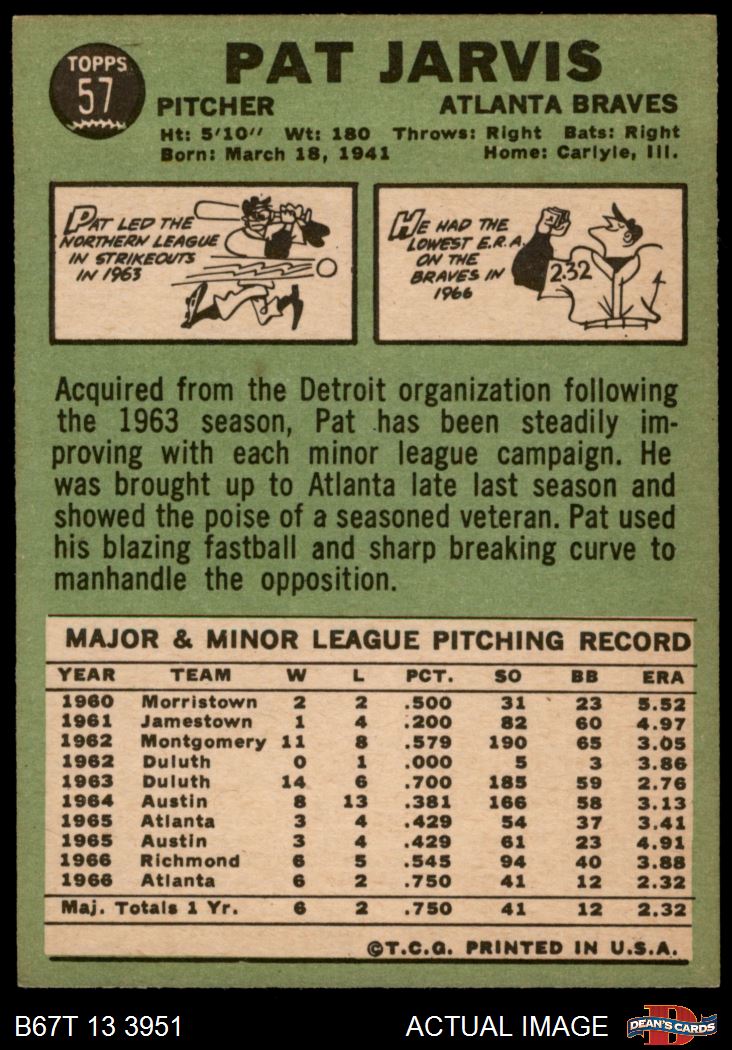 TOPPS
57
PAT JARVIS
PITCHER ATLANTA BRAVES
Ht: 5'10" Wt: 180 Throws: Right Bats: Right
Born: March 18, 1941 Home: Carlyle, Ill.
PAT LED THE
NORTHERN LEAGUE
IN STRIKEOUTS
IN 1963
HE HAD THE
LOWEST E.R.A.
ON THE
BRAVES IN
1966
2.32
Acquired from the Detroit organization following
the 1963 season, Pat has been steadily im-
proving with each minor league campaign. He
was brought up to Atlanta late last season and
showed the poise of a seasoned veteran. Pat used
his blazing fastball and sharp breaking curve to
manhandle the opposition.
MAJOR & MINOR LEAGUE PITCHING RECORD
YEAR TEAM W L PCT. SO BB ERA
1960 Morristown 2 2 .500 31 23 5.52
1961 Jamestown 1 4 .200 82 60 4.97
1962 Montgomery 11 8 .579 190 65 3.05
1962 Duluth 0 1 .000 5 3 3.86
1963 Duluth 14 6 .700 185 59 2.76
1964 Austin 8 13 .381 166 58 3.13
1965 Atlanta 3 4 .429 54 37 3.41
1965 Austin 3 4 .429 61 23 4.91
1966 Richmond 6 5 .545 94 40 3.88
1966 Atlanta 6 2 .750 41 12 2.32
Maj. Totals 1 Yr. 6 2 .750 41 12 2.32
©T.C.G. PRINTED IN U.S.A.
B67T 13 3951 ACTUAL IMAGE
DEAN'S CARDS